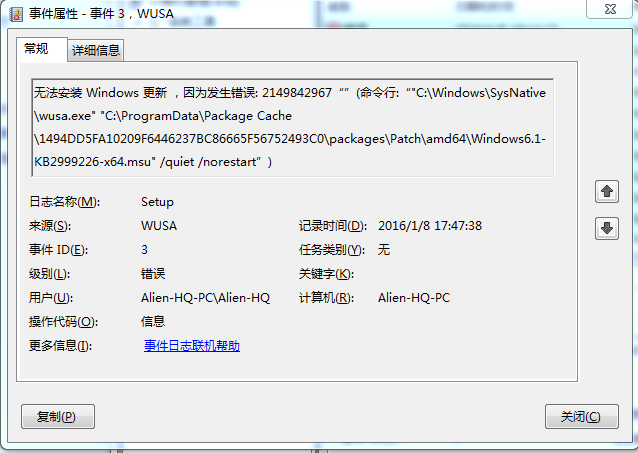 事件属性 - 事件 3，WUSA
常规
详细信息
无法安装 Windows 更新 ，因为发生错误: 2149842967 “” (命令行: “"C:\Windows\SysNative
\wusa.exe" "C:\ProgramData\Package Cache
\1494DD5FA10209F6446237BC86665F56752493C0\packages\Patch\amd64\Windows6.1-
KB2999226-x64.msu" /quiet /norestart” )
日志名称(M): Setup
来源(S): WUSA 记录时间(D): 2016/1/8 17:47:38
事件 ID(E): 3 任务类别(Y): 无
级别(L): 错误 关键字(K):
用户(U): Alien-HQ-PC\Alien-HQ 计算机(R): Alien-HQ-PC
操作代码(O): 信息
更多信息(I): 事件日志联机帮助
复制(P) 关闭(C)